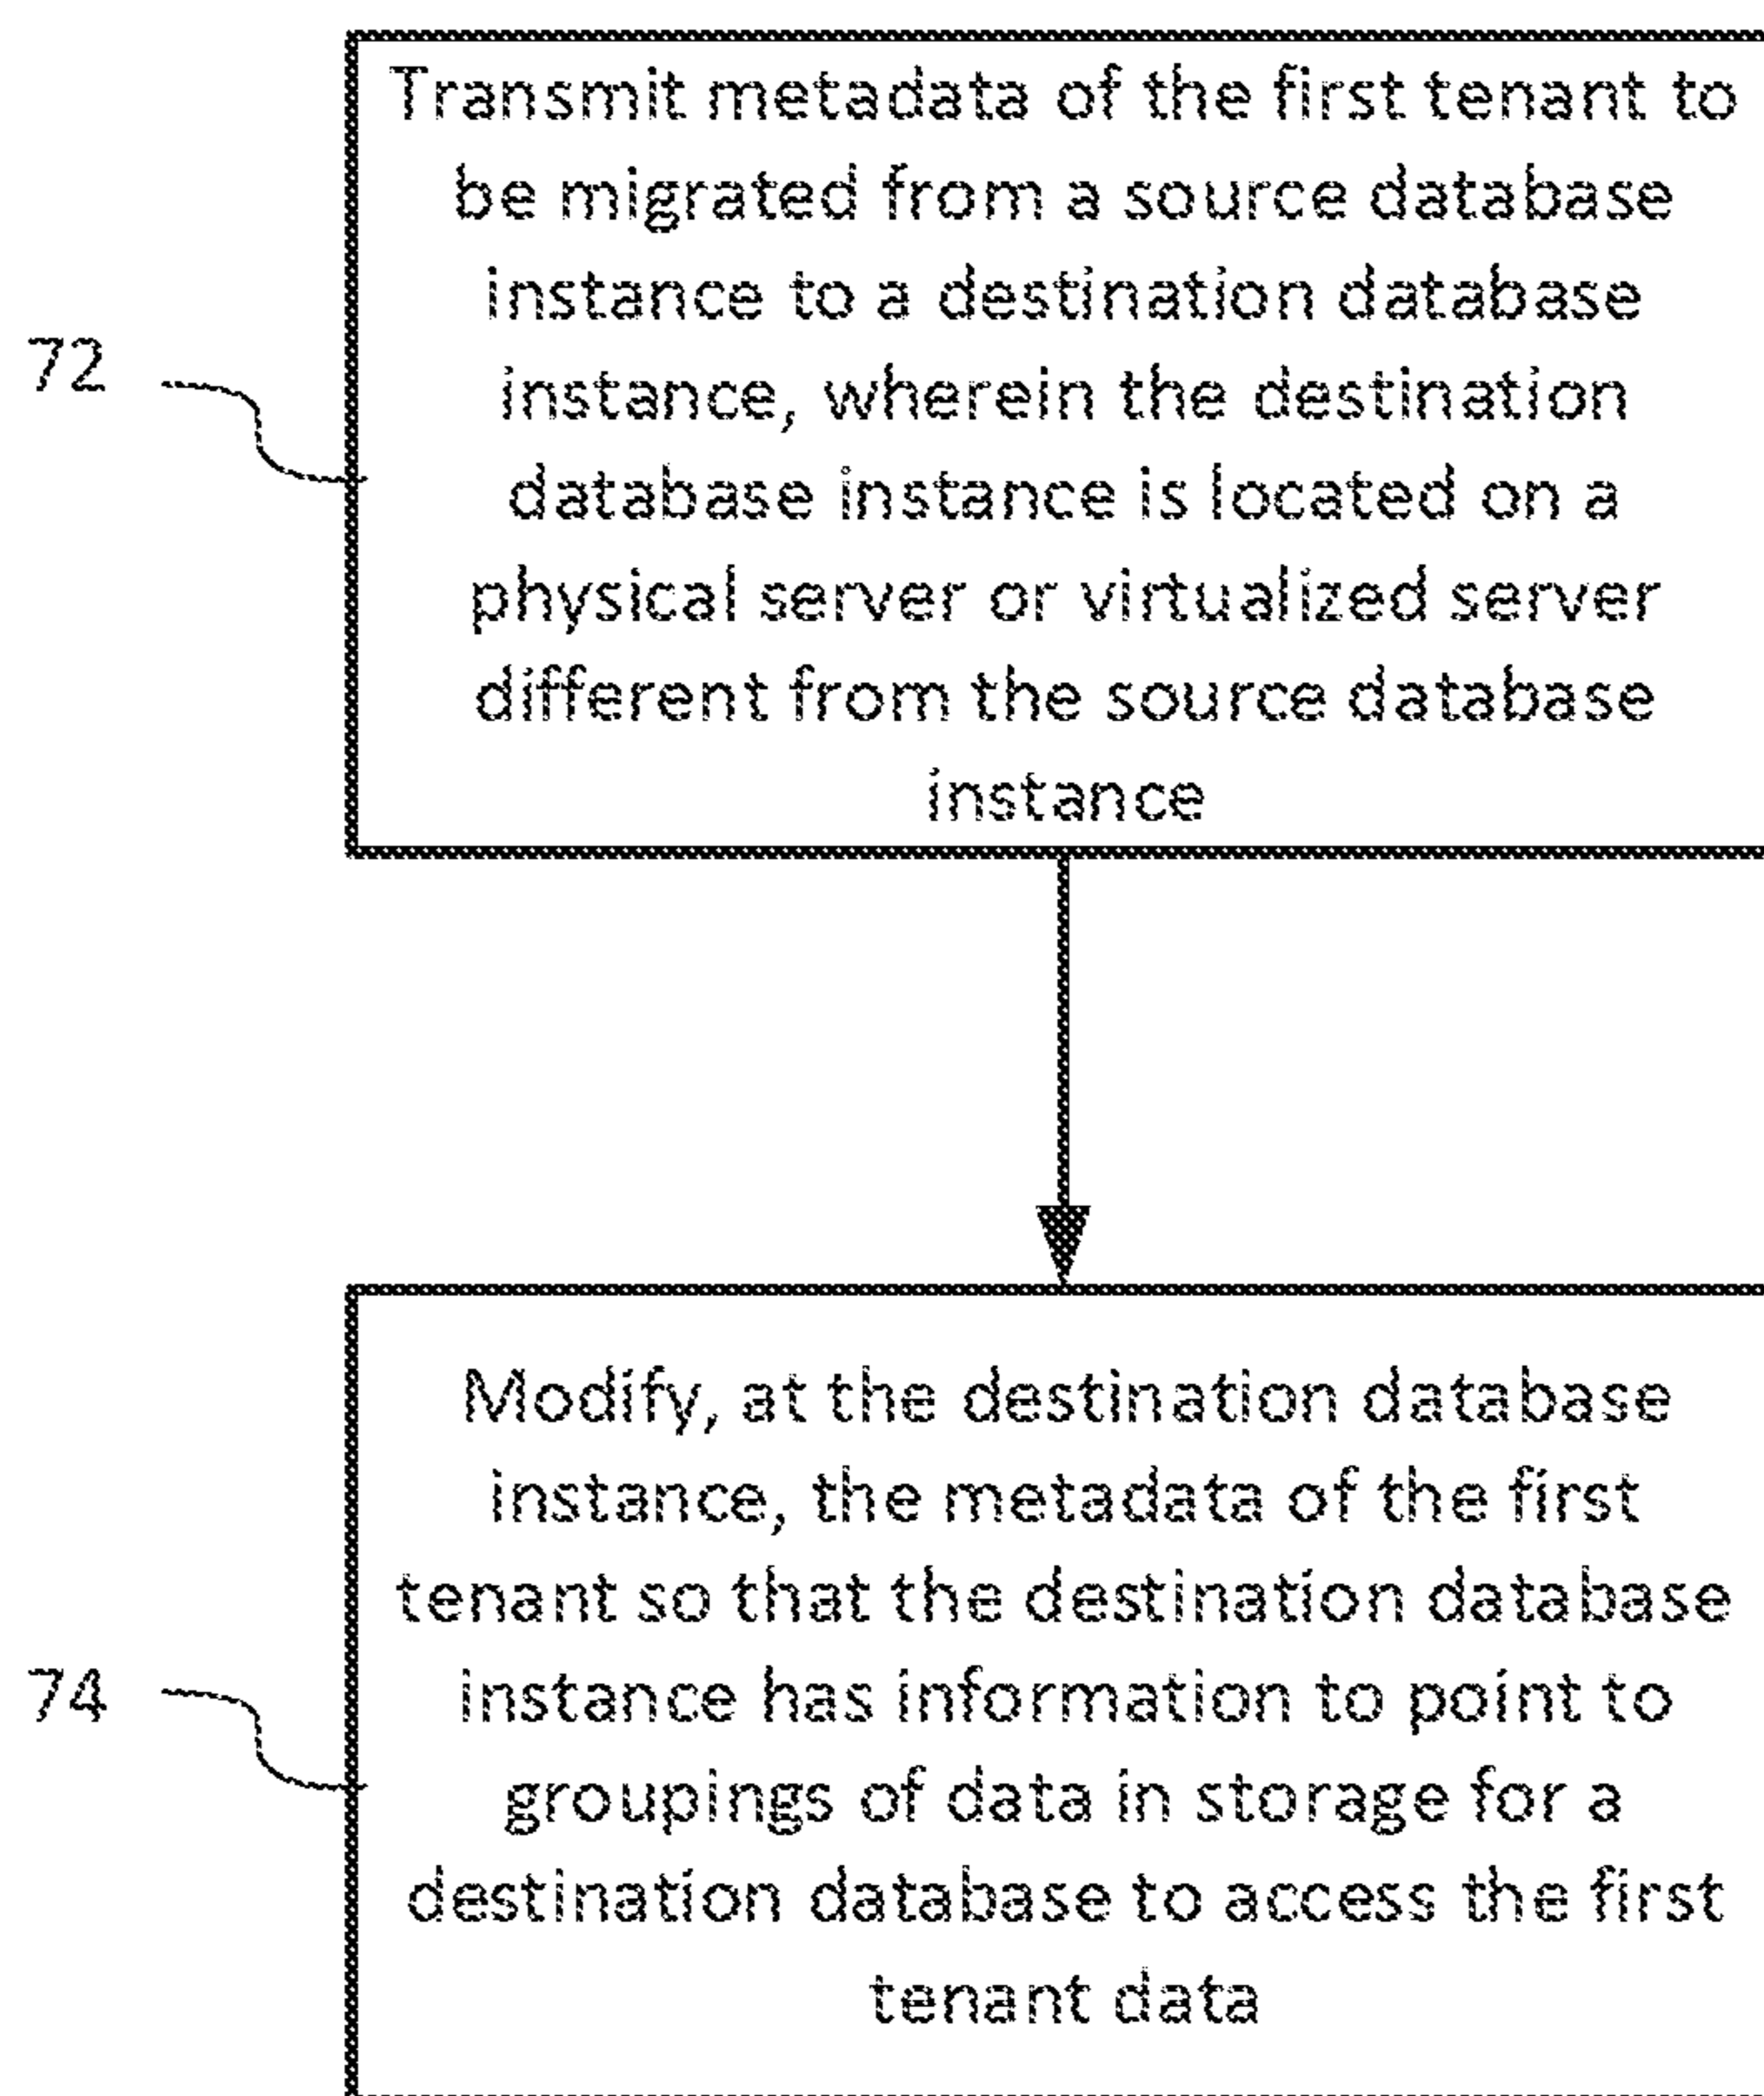 Transmit metadata of the first tenant to
be migrated from a source database
instance to a destination database
instance, wherein the destination
database instance is located on a
physical server or virtualized server
different from the source database
instance
72
Modify, at the destination database
instance, the metadata of the first
tenant so that the destination database
instance has information to point to
groupings of data in storage for a
destination database to access the first
tenant data
74